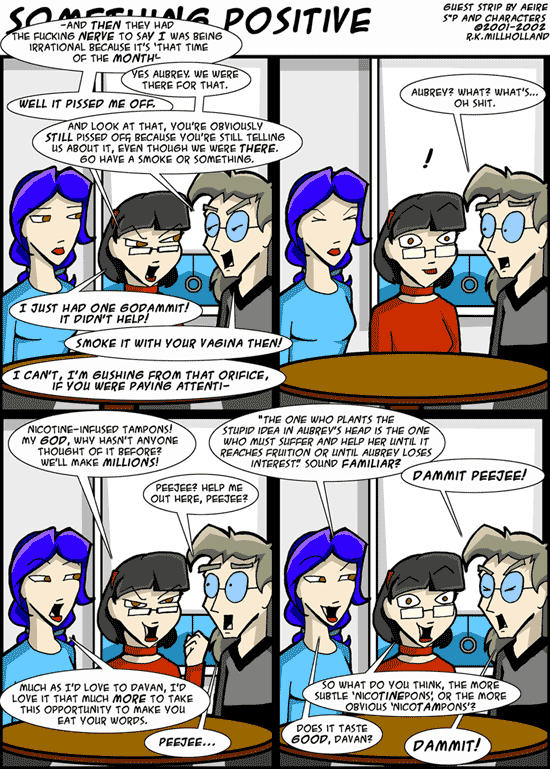 SOMETHING POSITIVE
GUEST STRIP BY AEIRE
S*P AND CHARACTERS
©2001-2002
R.K.MILLHOLLAND
-AND THEN THEY HAD
THE FUCKING NERVE TO SAY I WAS BEING
IRRATIONAL BECAUSE IT'S 'THAT TIME
OF THE MONTH'-
YES AUBREY. WE WERE
THERE FOR THAT.
WELL IT PISSED ME OFF.
AND LOOK AT THAT, YOU'RE OBVIOUSLY
STILL PISSED OFF, BECAUSE YOU'RE STILL TELLING
US ABOUT IT, EVEN THOUGH WE WERE THERE.
GO HAVE A SMOKE OR SOMETHING.
I JUST HAD ONE GODAMMIT!
IT DIDN'T HELP!
SMOKE IT WITH YOUR VAGINA THEN!
I CAN'T, I'M GUSHING FROM THAT ORIFICE,
IF YOU WERE PAYING ATTENTI-
!
AUBREY? WHAT? WHAT'S...
OH SHIT.
NICOTINE-INFUSED TAMPONS!
MY GOD, WHY HASN'T ANYONE
THOUGHT OF IT BEFORE?
WE'LL MAKE MILLIONS!
PEEJEE? HELP ME
OUT HERE, PEEJEE?
MUCH AS I'D LOVE TO DAVAN, I'D
LOVE IT THAT MUCH MORE TO TAKE
THIS OPPORTUNITY TO MAKE YOU
EAT YOUR WORDS.
PEEJEE...
"THE ONE WHO PLANTS THE
STUPID IDEA IN AUBREY'S HEAD IS THE ONE
WHO MUST SUFFER AND HELP HER UNTIL IT
REACHES FRUITION OR UNTIL AUBREY LOSES
INTEREST." SOUND FAMILIAR?
DAMMIT PEEJEE!
SO WHAT DO YOU THINK, THE MORE
SUBTLE 'NICOTINEPONS', OR THE MORE
OBVIOUS 'NICOTAMPONS'?
DOES IT TASTE
GOOD, DAVAN?
DAMMIT!